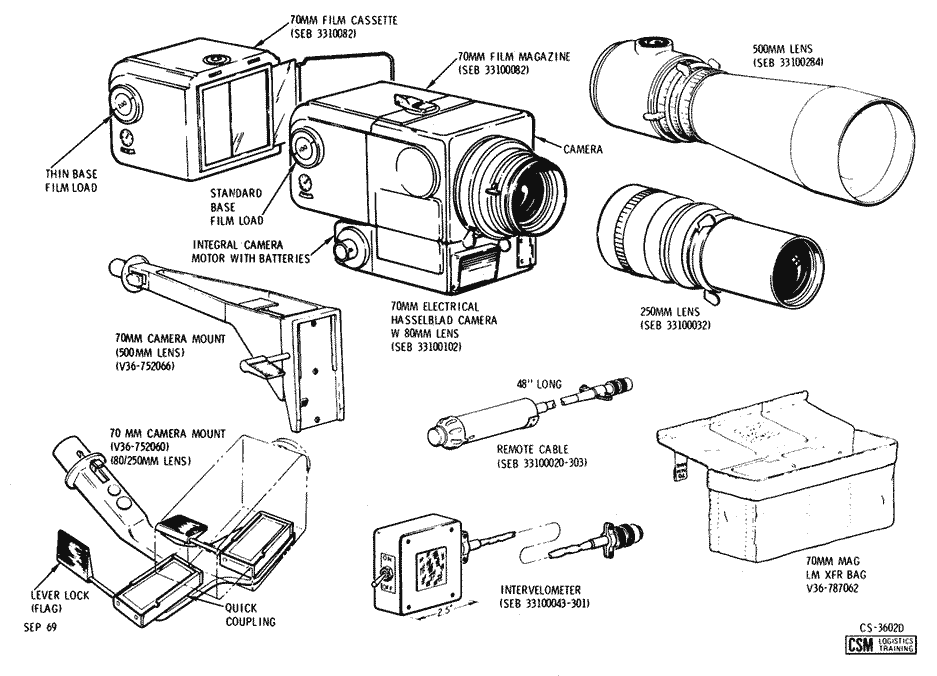 70MM FILM CASSETTE
(SEB 3310082)
70MM FILM MAGAZINE
(SEB 33100082)
500MM LENS
(SEB 33100284)
CAMERA
THIN BASE
FILM LOAD
STANDARD
BASE
FILM LOAD
INTEGRAL CAMERA
MOTOR WITH BATTERIES
70MM ELECTRICAL
HASSELBLAD CAMERA
W 80MM LENS
(SEB 33100102)
250MM LENS
(SEB 33100032)
70MM CAMERA MOUNT
(500MM LENS)
(V36-752066)
48" LONG
REMOTE CABLE
(SEB 33100020-303)
70 MM CAMERA MOUNT
(V36-752060)
(80/250MM LENS)
LEVER LOCK
(FLAG)
QUICK
COUPLING
ON
OFF
2.5"
INTERVELOMETER
(SEB 33100043-301)
70MM MAG
LM XFR BAG
V36-787062
SEP 69
CS-3602D
CSM LOGISTICS
TRAINING